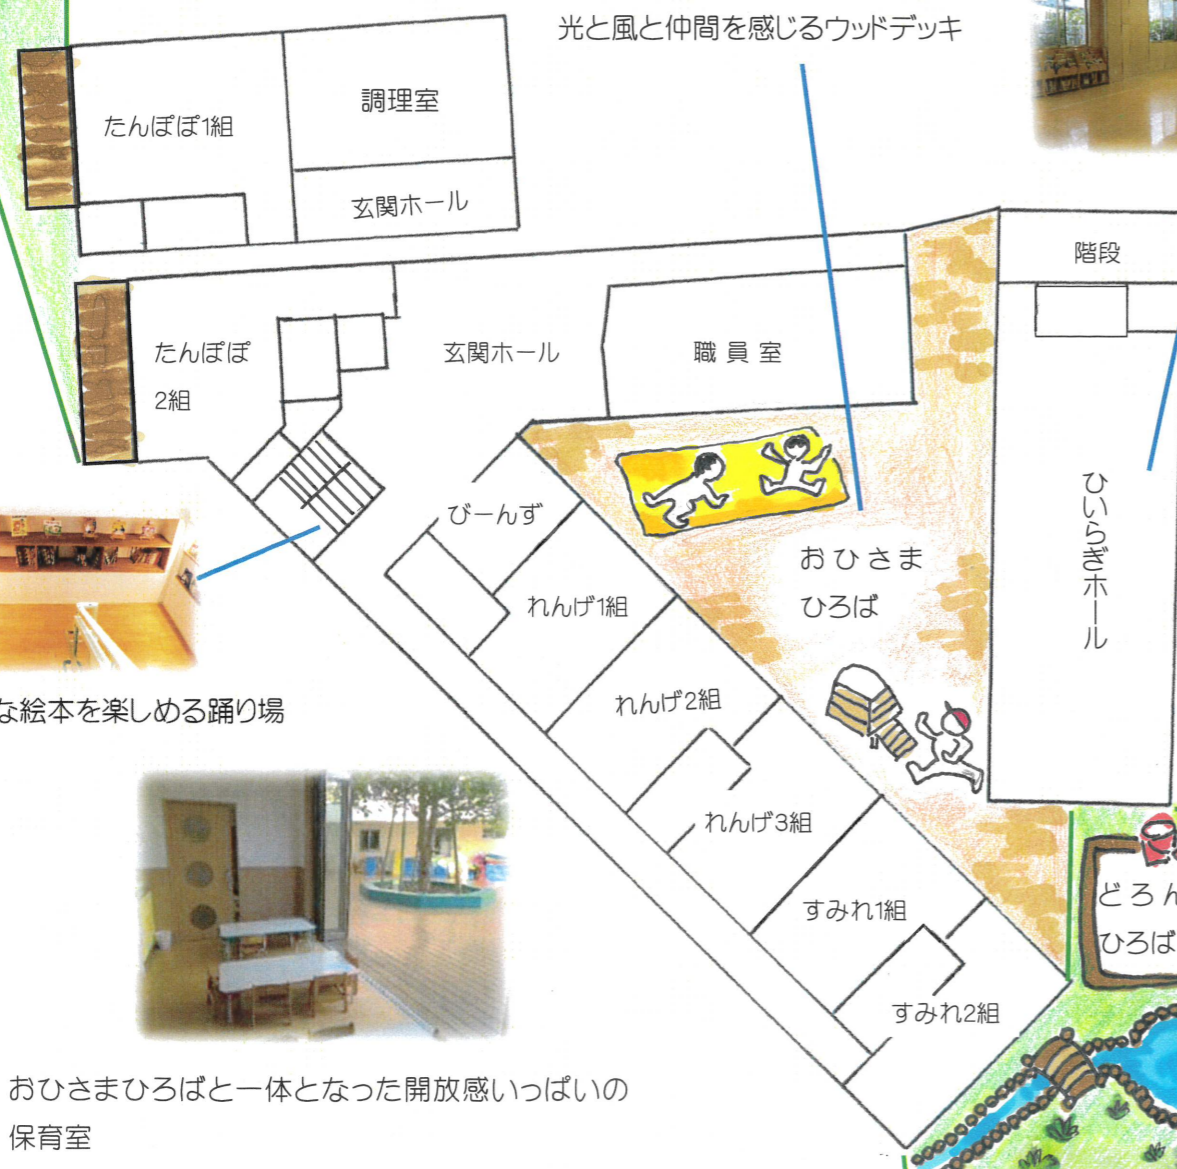 光と風と仲間を感じるウッドデッキ
たんぽぽ1組
調理室
玄関ホール
階段
たんぽぽ
2組
玄関ホール
職員室
びーんず
おひさま
ひろば
ひいらぎホール
れんげ1組
れんげ2組
な絵本を楽しめる踊り場
れんげ3組
すみれ1組
どろん
ひろば
すみれ2組
おひさまひろばと一体となった開放感いっぱいの
保育室